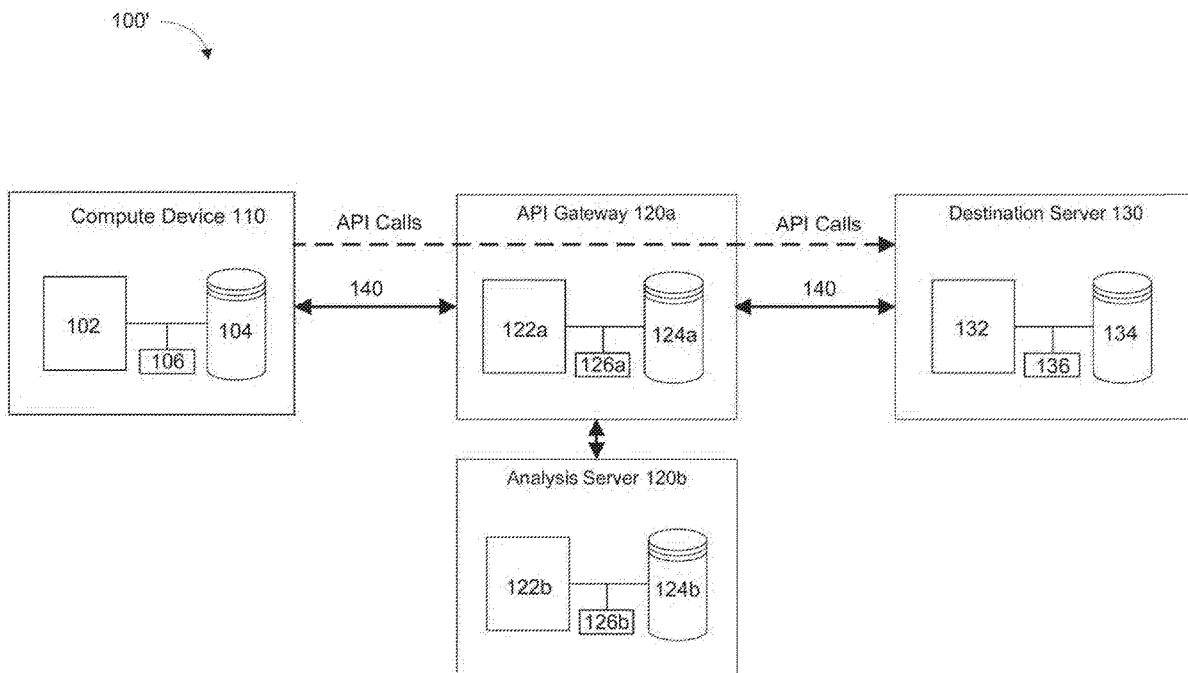 100'
Compute Device 110
API Calls
API Gateway 120a
API Calls
Destination Server 130
102
104
106
140
122a
124a
126a
140
132
134
136
Analysis Server 120b
122b
124b
126b